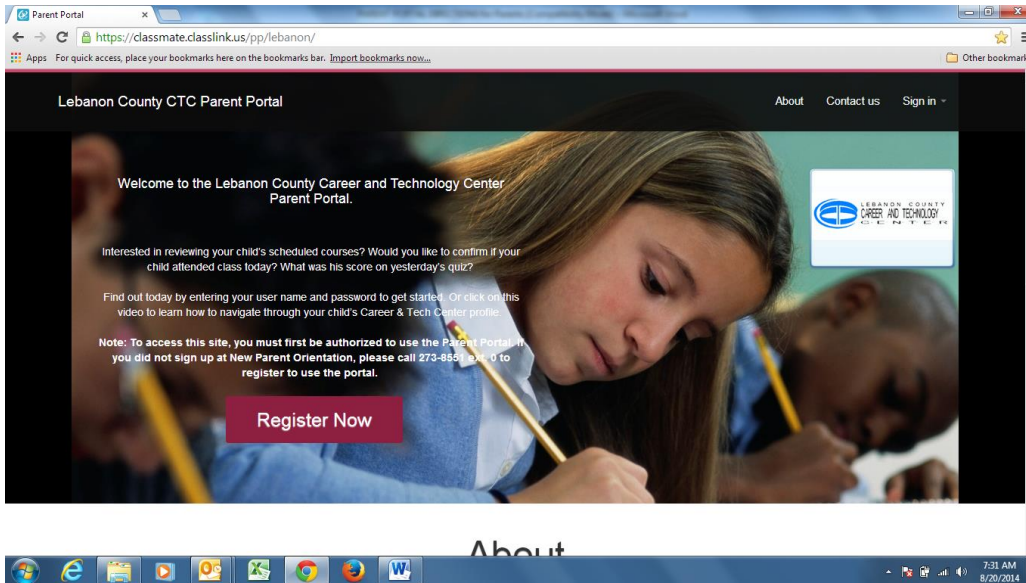 Parent Portal
https://classmate.classlink.us/pp/lebanon/
Apps For quick access, place your bookmarks here on the bookmarks bar. Import bookmarks now...
Other bookmark
Lebanon County CTC Parent Portal
About Contact us Sign in
Welcome to the Lebanon County Career and Technology Center
Parent Portal.
LEBANON COUNTY
CAREER AND TECHNOLOGY
CENTER
Interested in reviewing your child's scheduled courses? Would you like to confirm if your
child attended class today? What was his score on yesterday's quiz?
Find out today by entering your user name and password to get started. Or click on this
video to learn how to navigate through your child's Career & Tech Center profile.
Note: To access this site, you must first be authorized to use the Parent Portal. If
you did not sign up at New Parent Orientation, please call 273-8551 ext. 0 to
register to use the portal.
Register Now
About
7:31 AM
8/20/2014